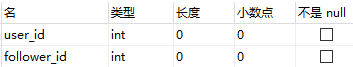 名 类型 长度 小数点 不是 null
user_id int 0 0
follower_id int 0 0